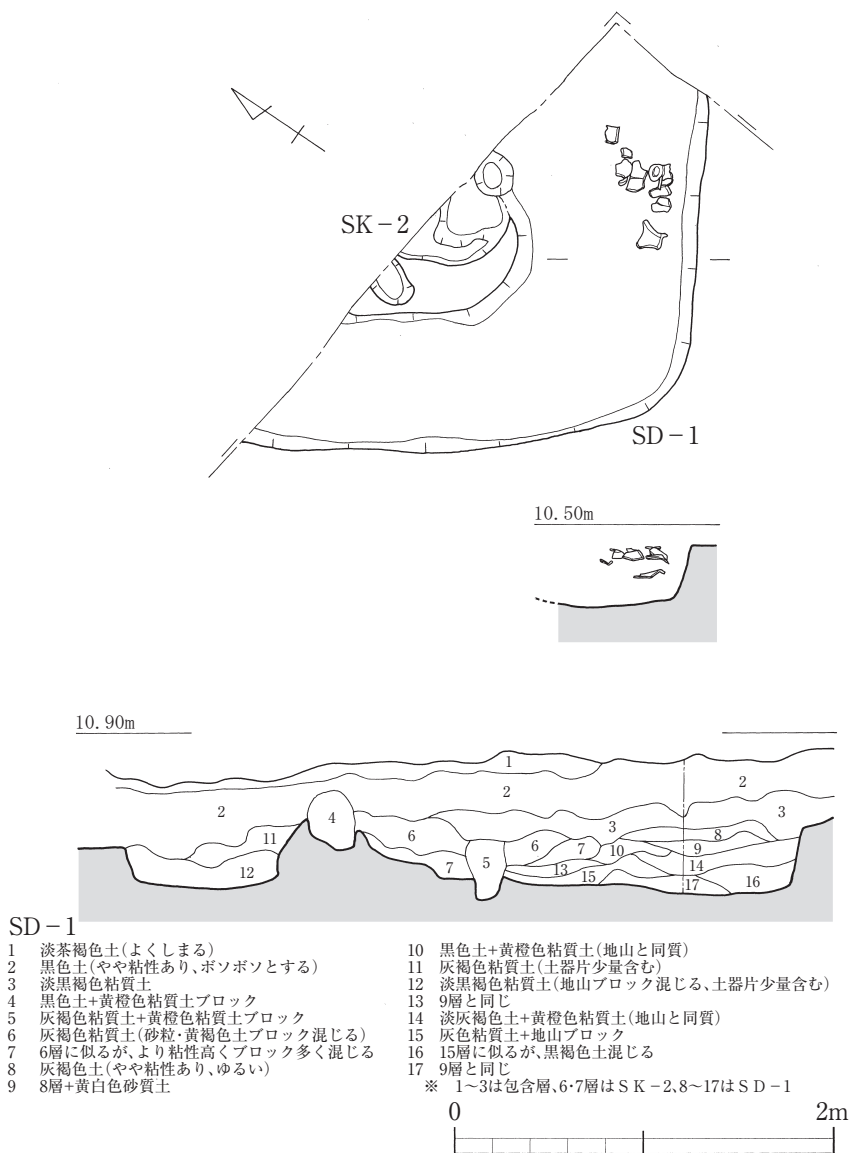 SK－2
SD－1
10.50m
10.90m
1
2
2
2
3
3
4
11
12
6
7
5
6
7
10
13
15
8
9
14
17
16
SD－1
1 淡茶褐色土(よくしまる)
2 黒色土(やや粘性あり、ボソボソとする)
3 淡黒褐色粘質土
4 黒色土+黄橙色粘質土ブロック
5 灰褐色粘質土+黄橙色粘質土ブロック
6 灰褐色粘質土(砂粒・黄褐色土ブロック混じる)
7 6層に似るが、より粘性高くブロック多く混じる
8 灰褐色土(やや粘性あり、ゆるい)
9 8層+黄白色砂質土
10 黒色土+黄橙色粘質土(地山と同質)
11 灰褐色粘質土(土器片少量含む)
12 淡黒褐色粘質土(地山ブロック混じる、土器片少量含む)
13 9層と同じ
14 淡灰褐色土+黄橙色粘質土(地山と同質)
15 灰色粘質土+地山ブロック
16 15層に似るが、黒褐色土混じる
17 9層と同じ
※ 1～3は包含層、6・7層はＳＫ－2、8～17はＳＤ－1
0 2m